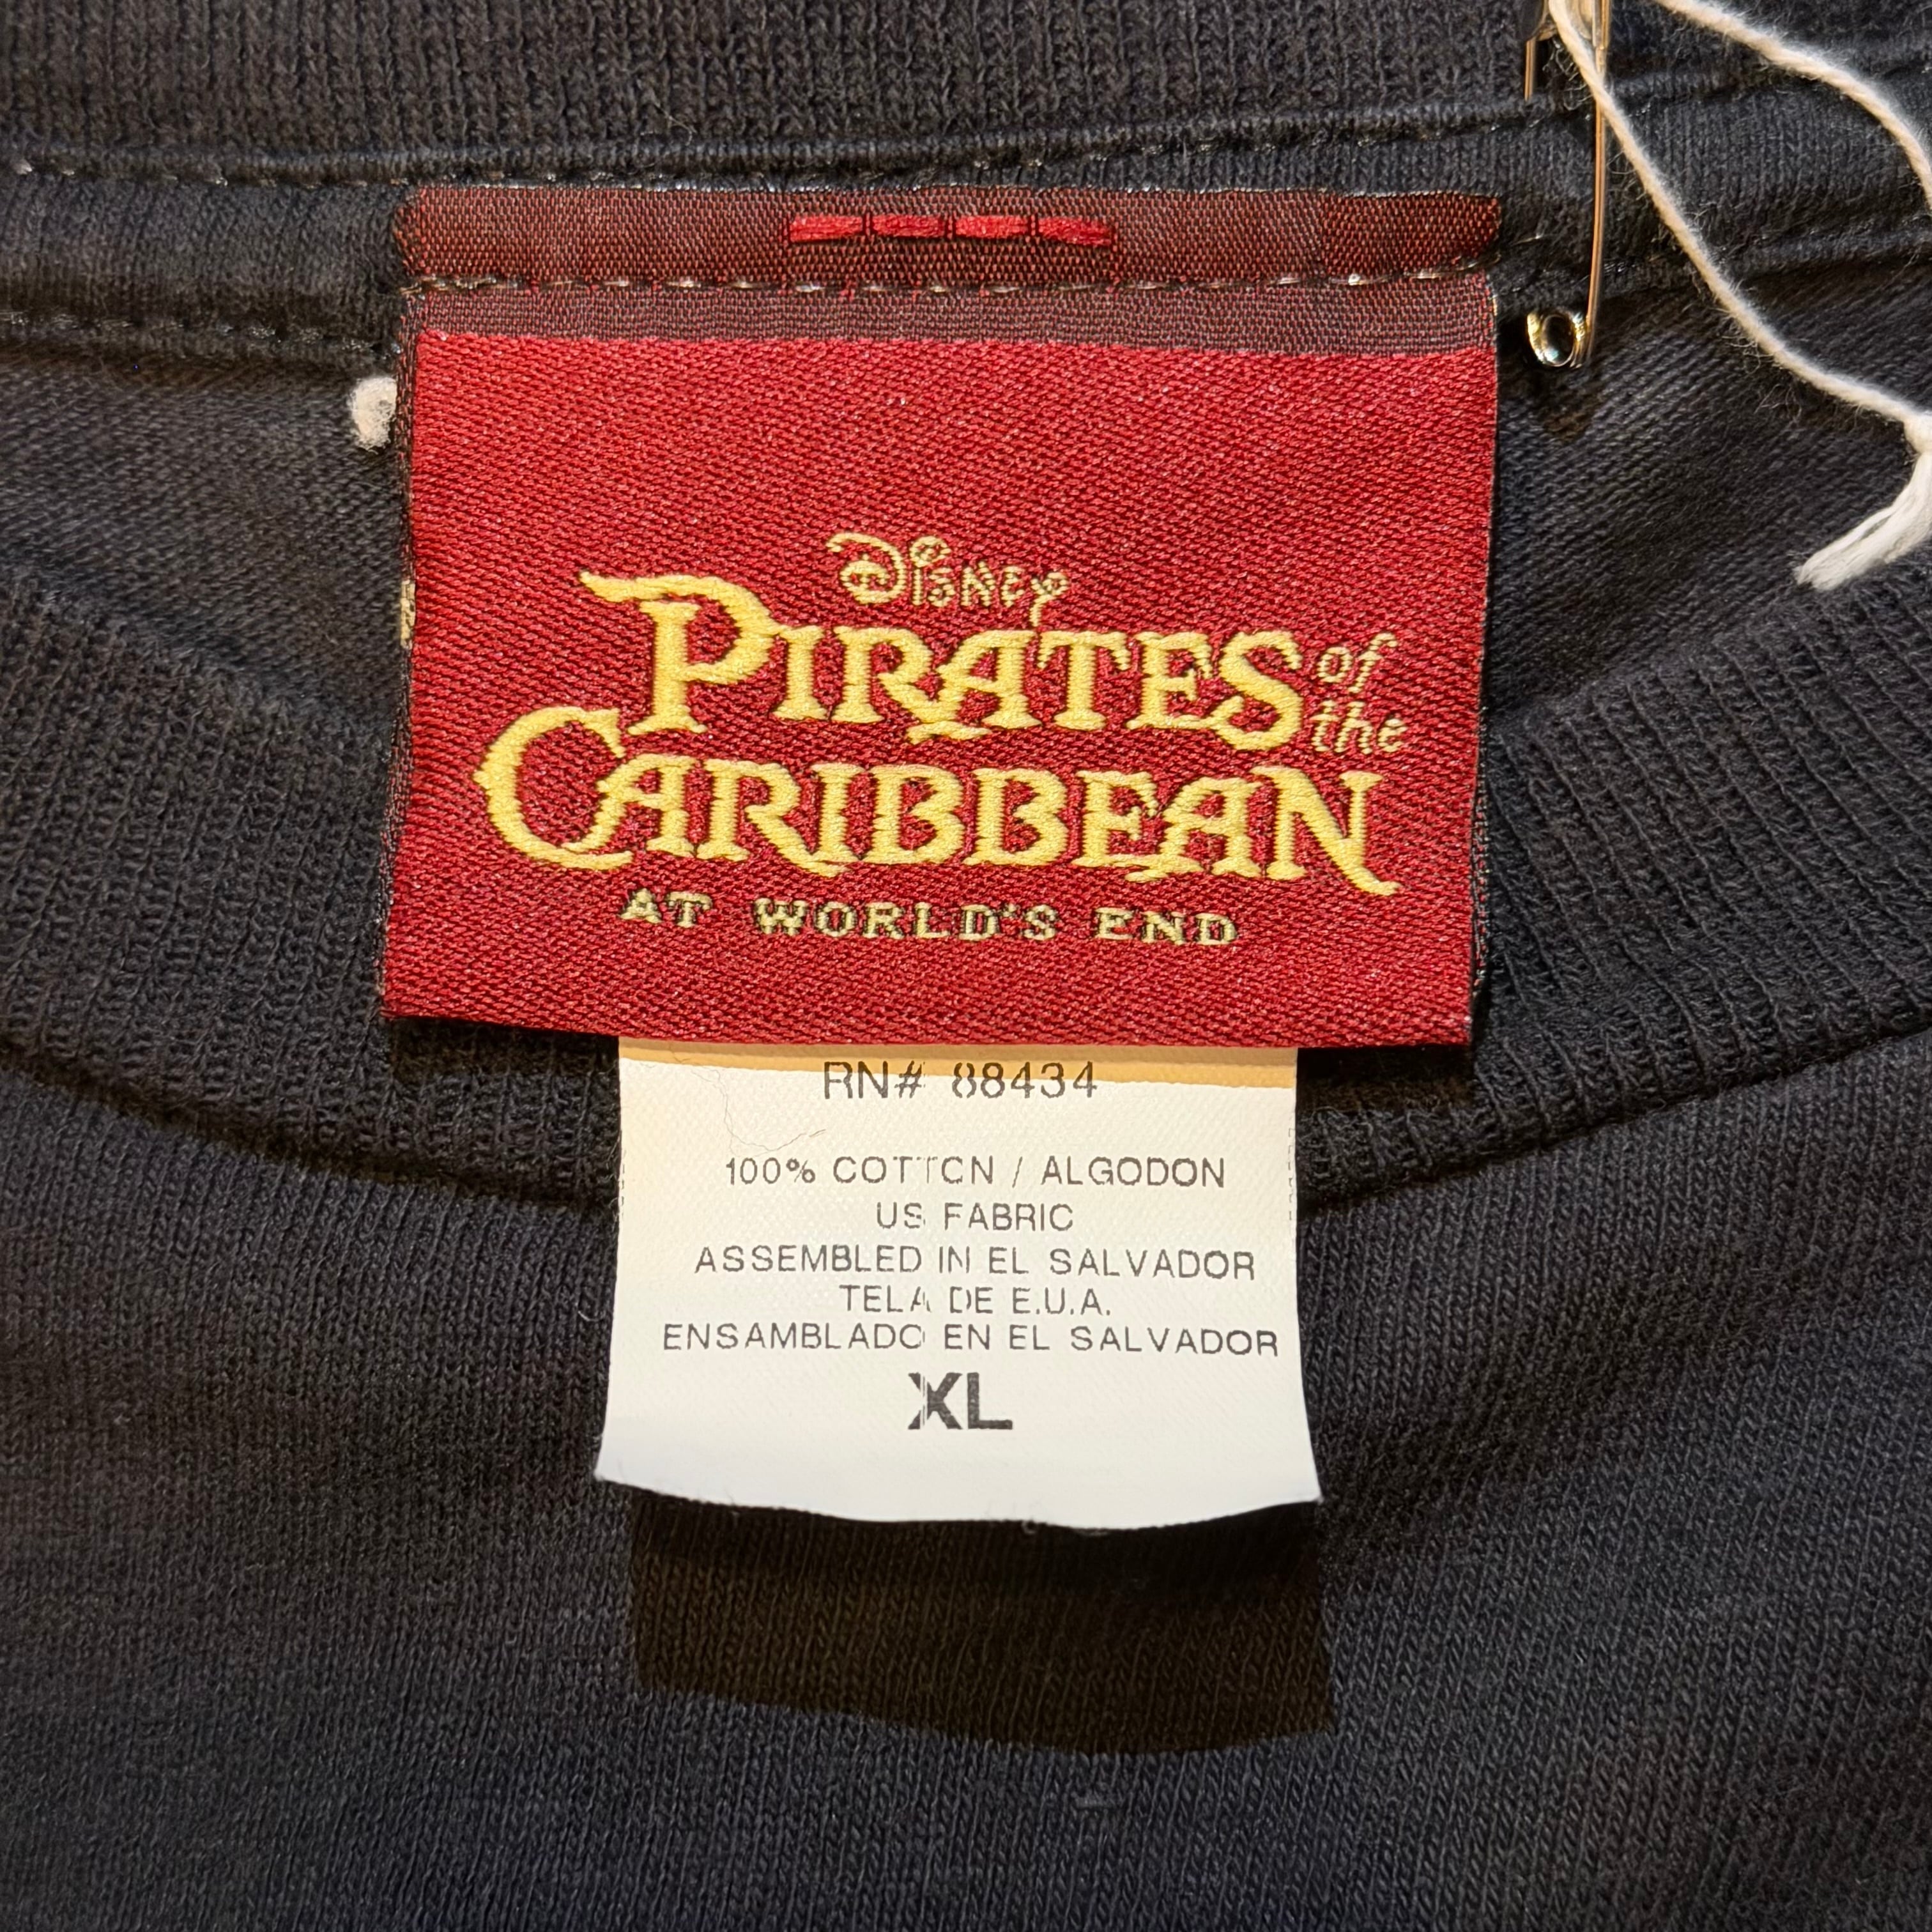 Disney
PIRATES of the
CARIBBEAN
AT WORLD'S END
RN# 88434
100% COTTON / ALGODON
US FABRIC
ASSEMBLED IN EL SALVADOR
TELA DE E.U.A.
ENSAMBLADO EN EL SALVADOR
XL